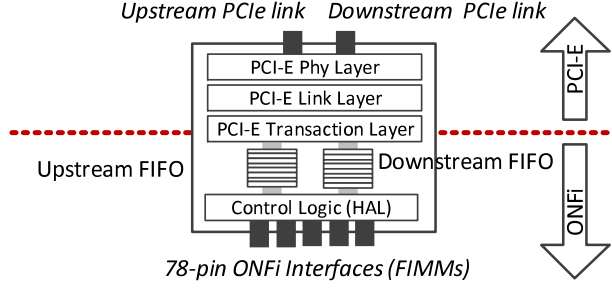 Upstream PCIe link Downstream PCIe link
PCI-E Phy Layer
PCI-E Link Layer
PCI-E Transaction Layer
Upstream FIFO
Downstream FIFO
Control Logic (HAL)
78-pin ONFi Interfaces (FIMMs)
PCI-E
ONFi